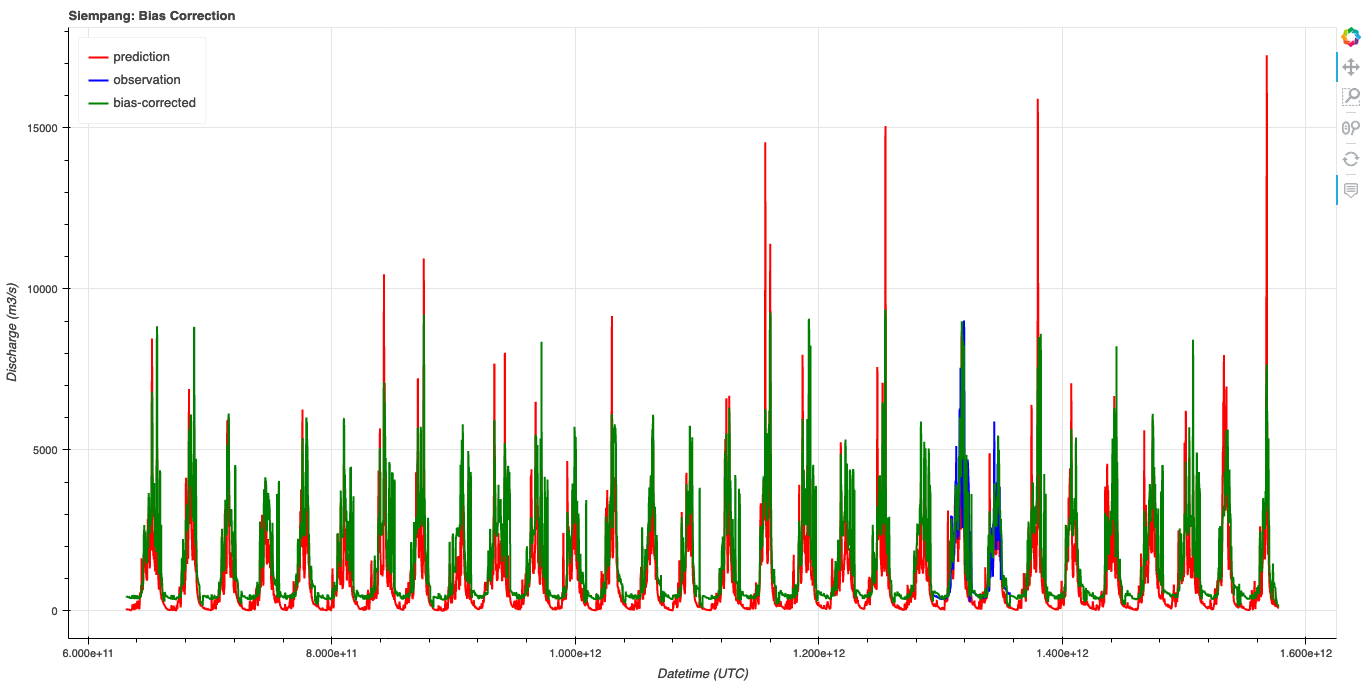 Siempang: Bias Correction
prediction
observation
bias-corrected
15000
10000
5000
0
Discharge (m3/s)
6.000e+11 8.000e+11 1.000e+12 1.200e+12 1.400e+12 1.600e+12
Datetime (UTC)